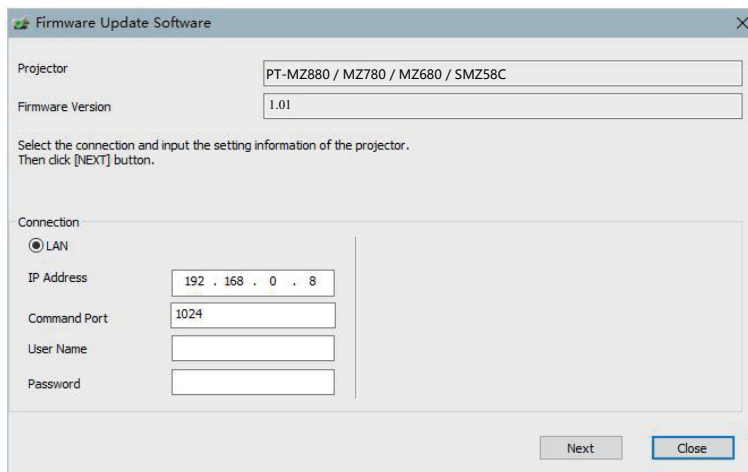 Firmware Update Software
Projector PT-MZ880 / MZ780 / MZ680 / SMZ58C
Firmware Version 1.01
Select the connection and input the setting information of the projector.
Then click [NEXT] button.
Connection
LAN
IP Address 192 . 168 . 0 . 8
Command Port 1024
User Name
Password
Next Close